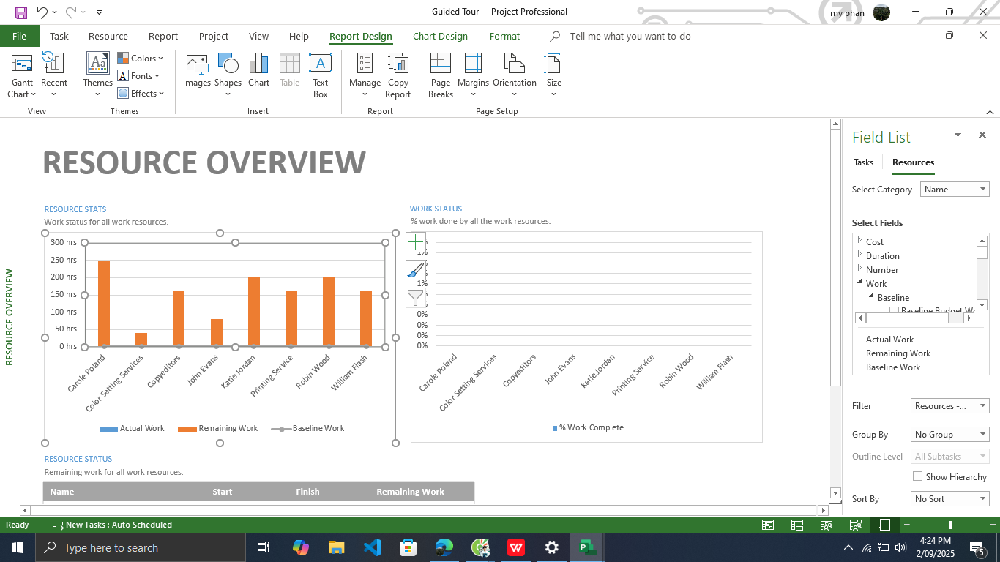 Guided Tour - Project Professional
my phan
File Task Resource Report Project View Help Report Design Chart Design Format Tell me what you want to do
Gantt Chart
Recent
View
Themes
Colors
Fonts
Effects
Themes
Images
Shapes
Chart
Table
Text Box
Insert
Manage
Copy Report
Report
Page Breaks
Margins
Orientation
Size
Page Setup
RESOURCE OVERVIEW
RESOURCE OVERVIEW
RESOURCE STATS
Work status for all work resources.
300 hrs
250 hrs
200 hrs
150 hrs
100 hrs
50 hrs
0 hrs
Carole Poland
Color Setting Services
Copyeditors
John Evans
Katie Jordan
Printing Service
Robin Wood
William Flash
Actual Work Remaining Work Baseline Work
WORK STATUS
% work done by all the work resources.
%
1%
1%
0%
0%
0%
0%
Carole Poland
Color Setting Services
Copyeditors
John Evans
Katie Jordan
Printing Service
Robin Wood
William Flash
% Work Complete
RESOURCE STATUS
Remaining work for all work resources.
Name Start Finish Remaining Work
Field List
Tasks Resources
Select Category Name
Select Fields
Cost
Duration
Number
Work
Baseline
Baseline Budget Wo
Actual Work
Remaining Work
Baseline Work
Filter Resources -...
Group By No Group
Outline Level All Subtasks
Show Hierarchy
Sort By No Sort
Ready New Tasks : Auto Scheduled
Type here to search
4:24 PM
2/09/2025
5